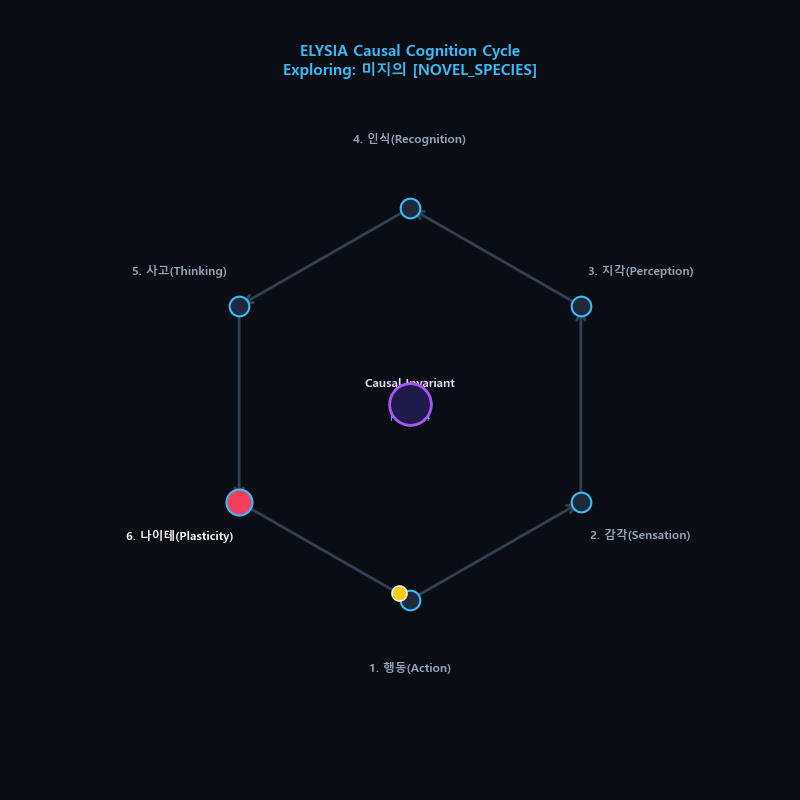 ELYSIA Causal Cognition Cycle
Exploring: 미지의 [NOVEL_SPECIES]
4. 인식(Recognition)
5. 사고(Thinking)
3. 지각(Perception)
Causal Invariant
6. 나이테(Plasticity)
2. 감각(Sensation)
1. 행동(Action)